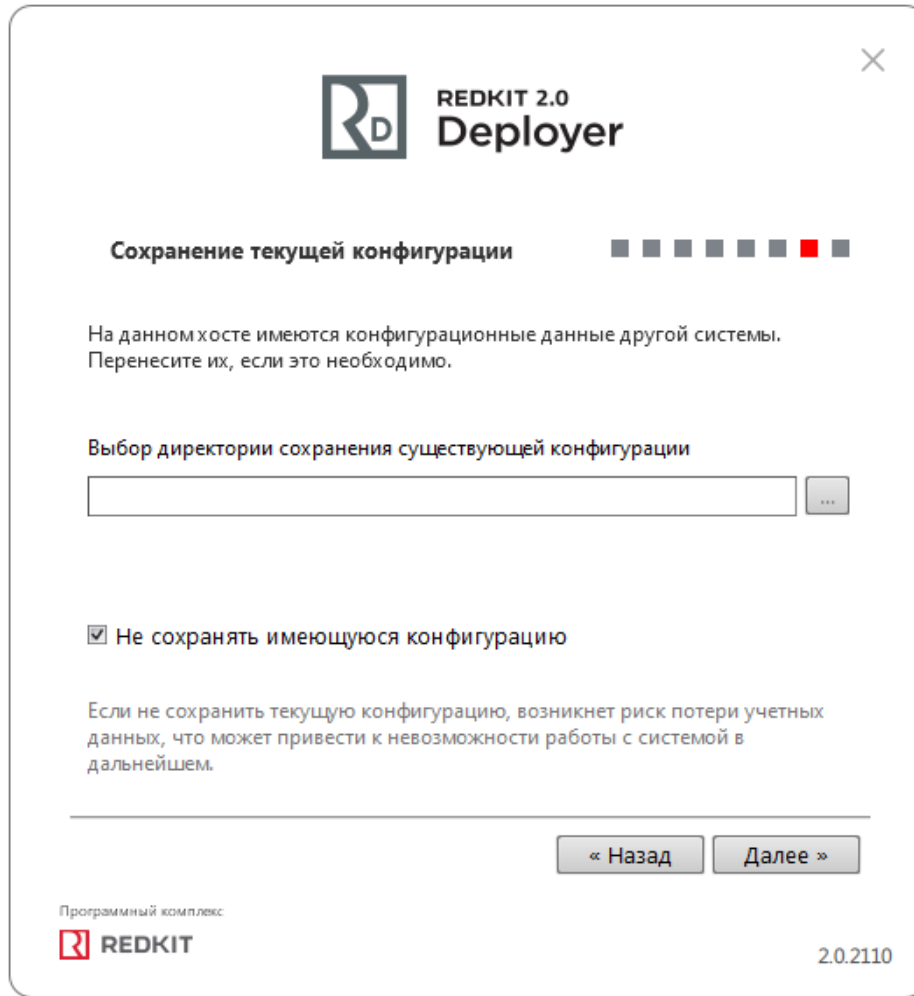 REDKIT 2.0
RD Deployer
Сохранение текущей конфигурации
На данном хосте имеются конфигурационные данные другой системы.
Перенесите их, если это необходимо.
Выбор директории сохранения существующей конфигурации
...
Не сохранять имеющуюся конфигурацию
Если не сохранить текущую конфигурацию, возникнет риск потери учетных
данных, что может привести к невозможности работы с системой в
дальнейшем.
« Назад
Далее »
Программный комплекс
R REDKIT
2.0.2110